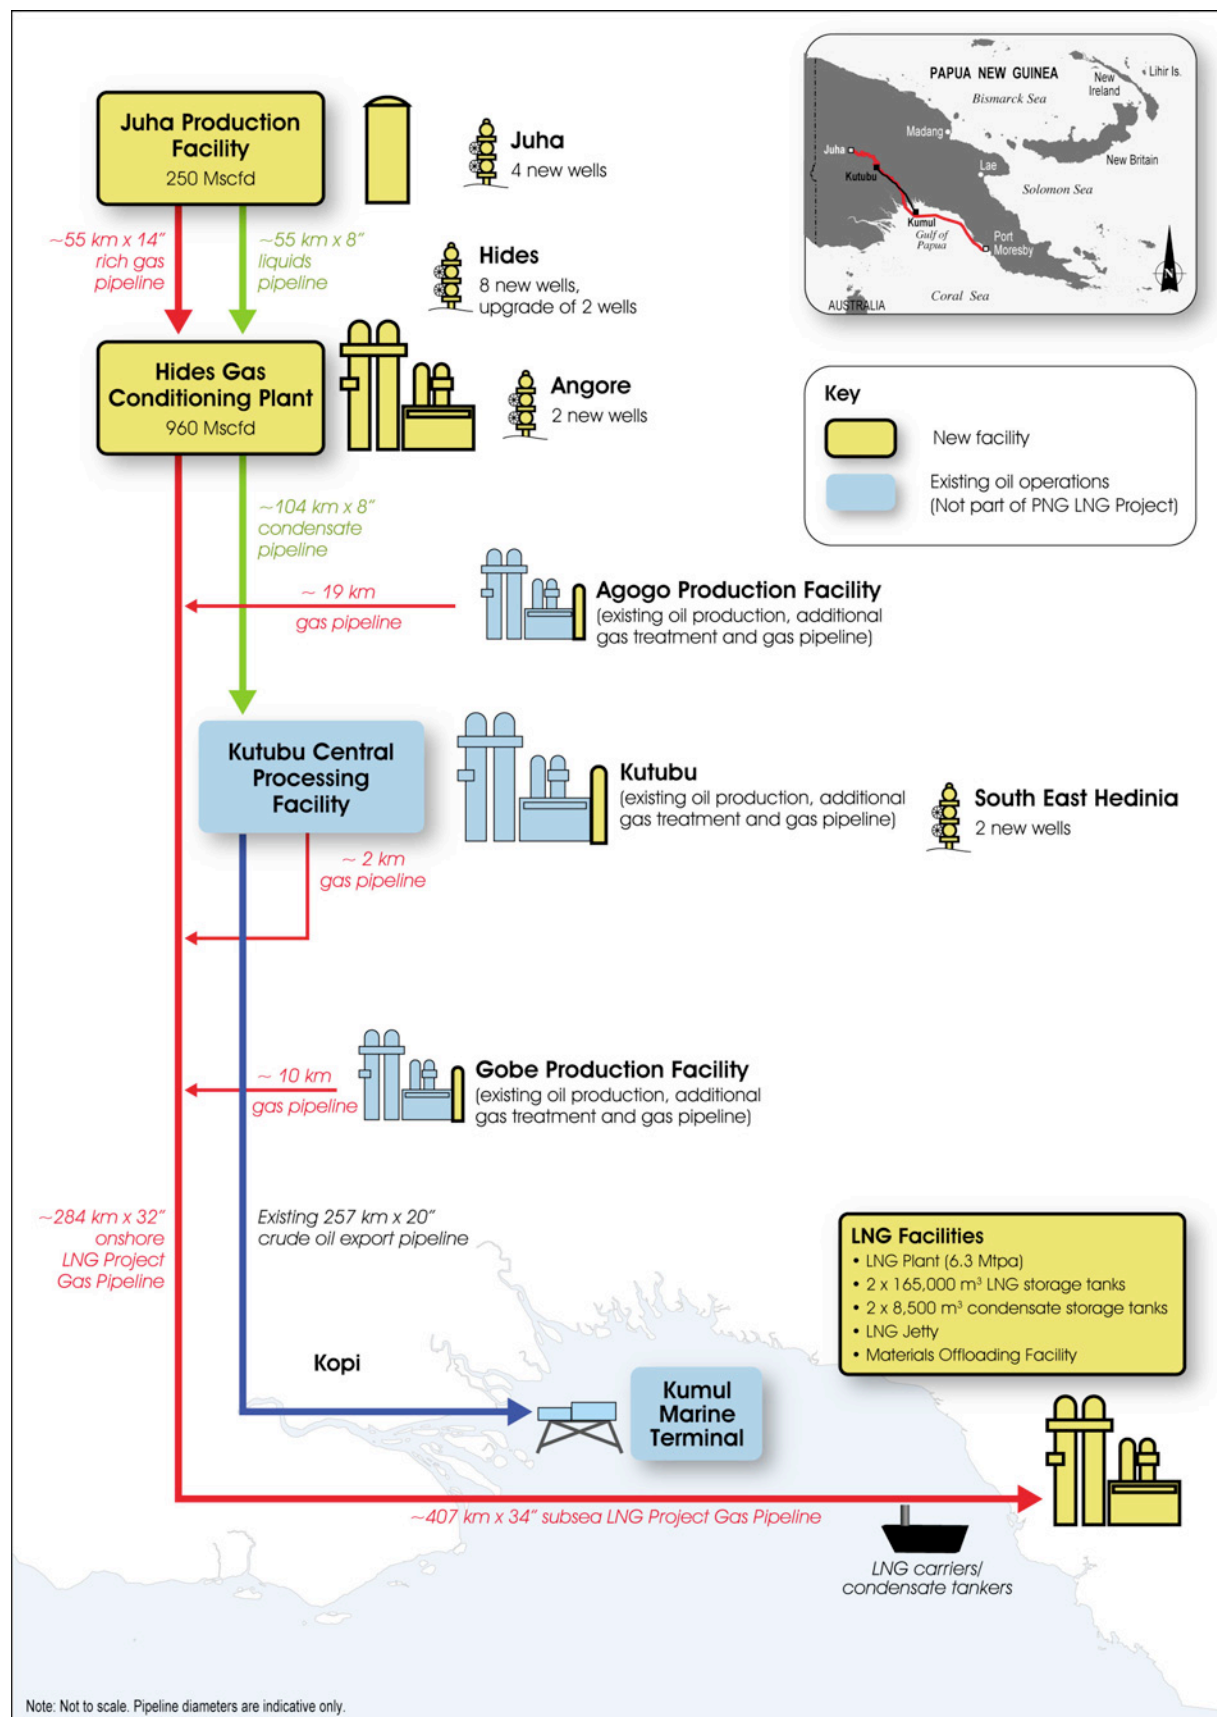 Juha Production
Facility
250 Mscfd
Juha
4 new wells
~55 km x 14"
rich gas
pipeline
~55 km x 8"
liquids
pipeline
Hides
8 new wells,
upgrade of 2 wells
Hides Gas
Conditioning Plant
960 Mscfd
Angore
2 new wells
PAPUA NEW GUINEA
Bismarck Sea
New
Ireland
Lihir Is.
Madang
Juha
Kutubu
Lae
New Britain
Solomon Sea
Kumul
Gulf of
Papua
Port
Moresby
Coral Sea
AUSTRALIA
N
Key
New facility
Existing oil operations
(Not part of PNG LNG Project)
~104 km x 8"
condensate
pipeline
~ 19 km
gas pipeline
Agogo Production Facility
(existing oil production, additional
gas treatment and gas pipeline)
Kutubu Central
Processing
Facility
Kutubu
(existing oil production, additional
gas treatment and gas pipeline)
South East Hedinia
2 new wells
~ 2 km
gas pipeline
~ 10 km
gas pipeline
Gobe Production Facility
(existing oil production, additional
gas treatment and gas pipeline)
~284 km x 32"
onshore
LNG Project
Gas Pipeline
Existing 257 km x 20"
crude oil export pipeline
LNG Facilities
• LNG Plant (6.3 Mtpa)
• 2 x 165,000 m³ LNG storage tanks
• 2 x 8,500 m³ condensate storage tanks
• LNG Jetty
• Materials Offloading Facility
Kopi
Kumul
Marine
Terminal
~407 km x 34" subsea LNG Project Gas Pipeline
LNG carriers/
condensate tankers
Note: Not to scale. Pipeline diameters are indicative only.